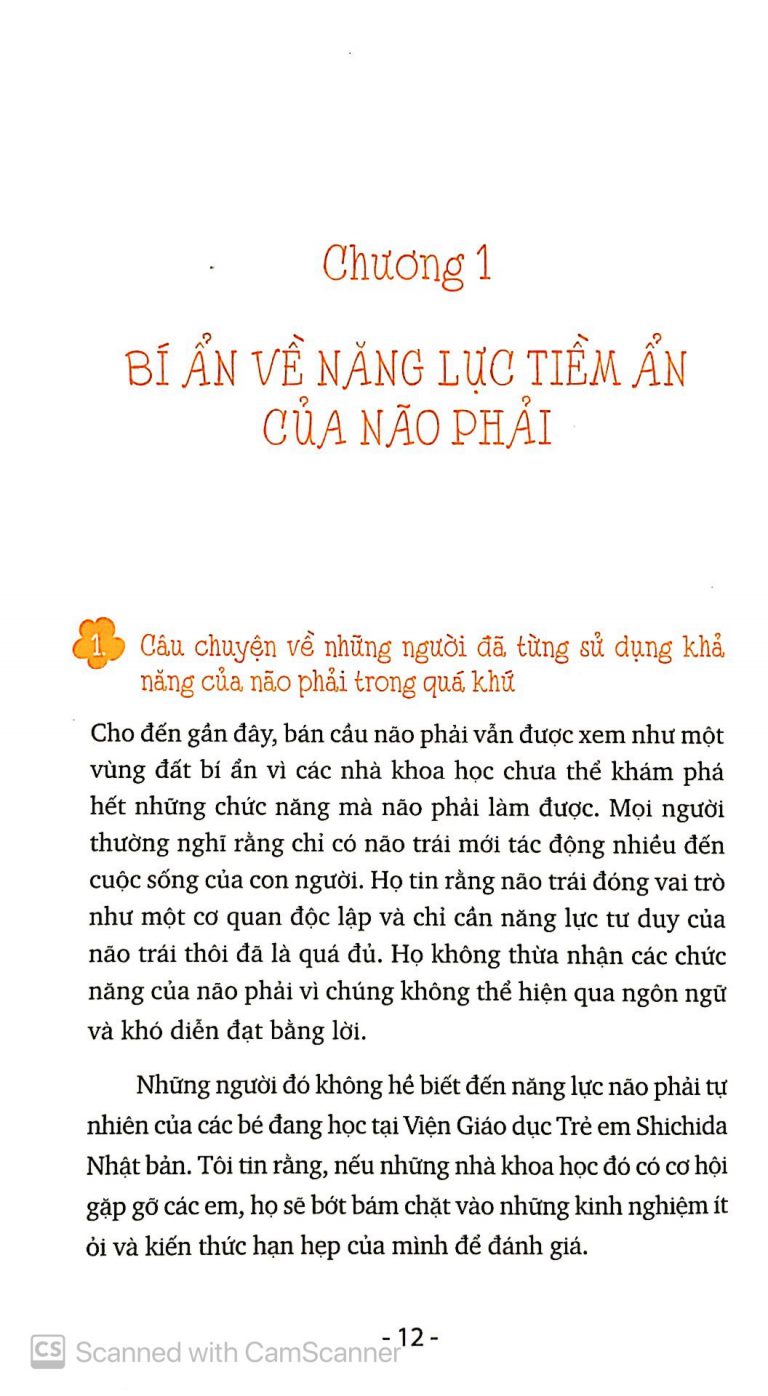 Chương 1
BÍ ẨN VỀ NĂNG LỰC TIỀM ẨN
CỦA NÃO PHẢI
1. Câu chuyện về những người đã từng sử dụng khả
năng của não phải trong quá khứ
Cho đến gần đây, bán cầu não phải vẫn được xem như một
vùng đất bí ẩn vì các nhà khoa học chưa thể khám phá
hết những chức năng mà não phải làm được. Mọi người
thường nghĩ rằng chỉ có não trái mới tác động nhiều đến
cuộc sống của con người. Họ tin rằng não trái đóng vai trò
như một cơ quan độc lập và chỉ cần năng lực tư duy của
não trái thôi đã là quá đủ. Họ không thừa nhận các chức
năng của não phải vì chúng không thể hiện qua ngôn ngữ
và khó diễn đạt bằng lời.
Những người đó không hề biết đến năng lực não phải tự
nhiên của các bé đang học tại Viện Giáo dục Trẻ em Shichida
Nhật bản. Tôi tin rằng, nếu những nhà khoa học đó có cơ hội
gặp gỡ các em, họ sẽ bớt bám chặt vào những kinh nghiệm ít
ỏi và kiến thức hạn hẹp của mình để đánh giá.
- 12 -
CS Scanned with CamScanner